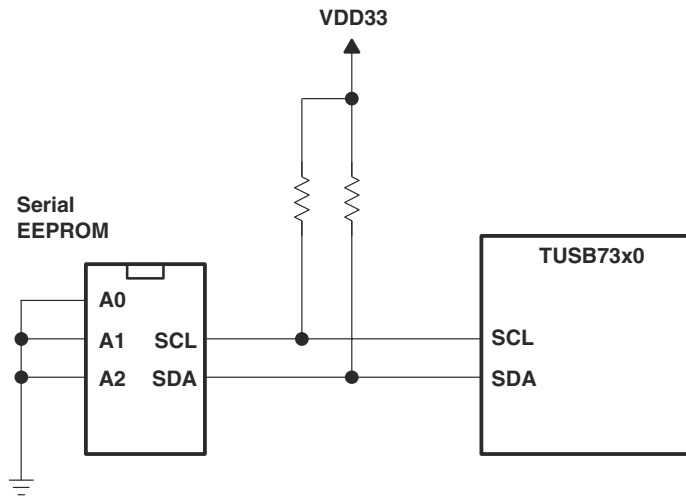 VDD33
Serial
EEPROM
TUSB73x0
A0
A1 SCL
SCL
A2 SDA
SDA